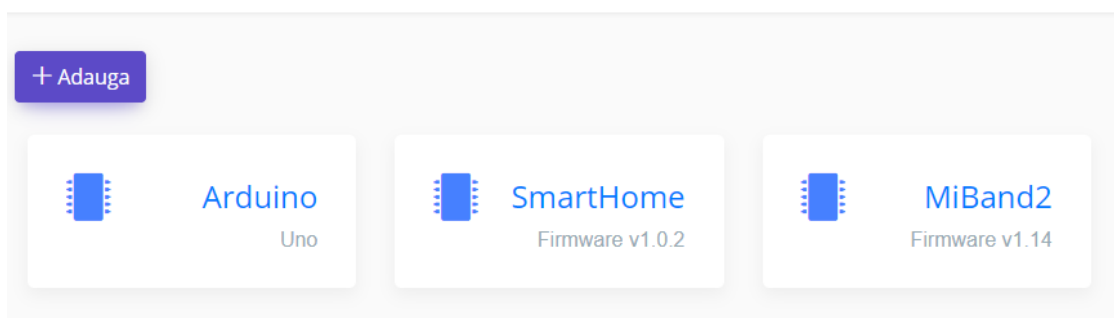 + Adauga
Arduino
Uno
SmartHome
Firmware v1.0.2
MiBand2
Firmware v1.14